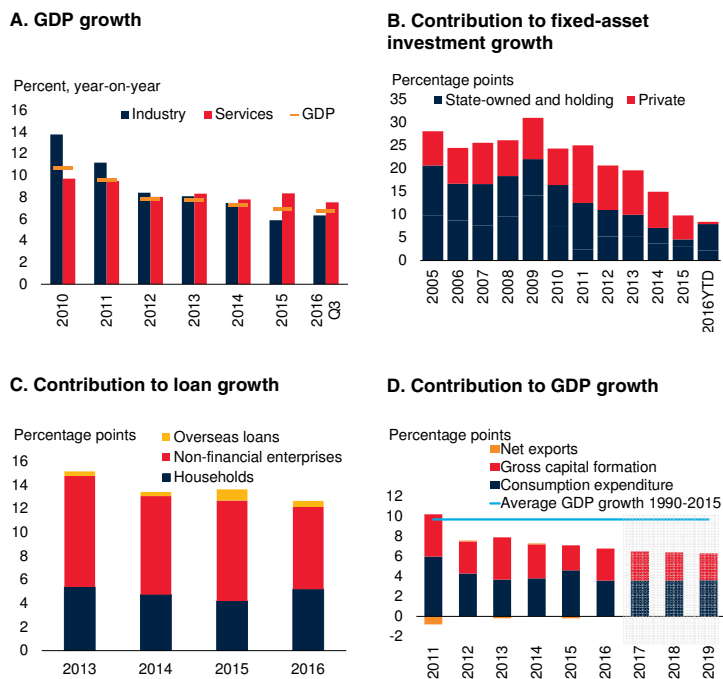 A. GDP growth
Percent, year-on-year
16
14
12
10
8
6
4
2
0
Industry
Services
GDP
2010
2011
2012
2013
2014
2015
2016
Q3
B. Contribution to fixed-asset
investment growth
Percentage points
35
30
25
20
15
10
5
0
State-owned and holding
Private
2005
2006
2007
2008
2009
2010
2011
2012
2013
2014
2015
2016YTD
C. Contribution to loan growth
Percentage points
16
14
12
10
8
6
4
2
0
Overseas loans
Non-financial enterprises
Households
2013
2014
2015
2016
D. Contribution to GDP growth
Percentage points
Net exports
Gross capital formation
Consumption expenditure
Average GDP growth 1990-2015
12
10
8
6
4
2
0
-2
2011
2012
2013
2014
2015
2016
2017
2018
2019